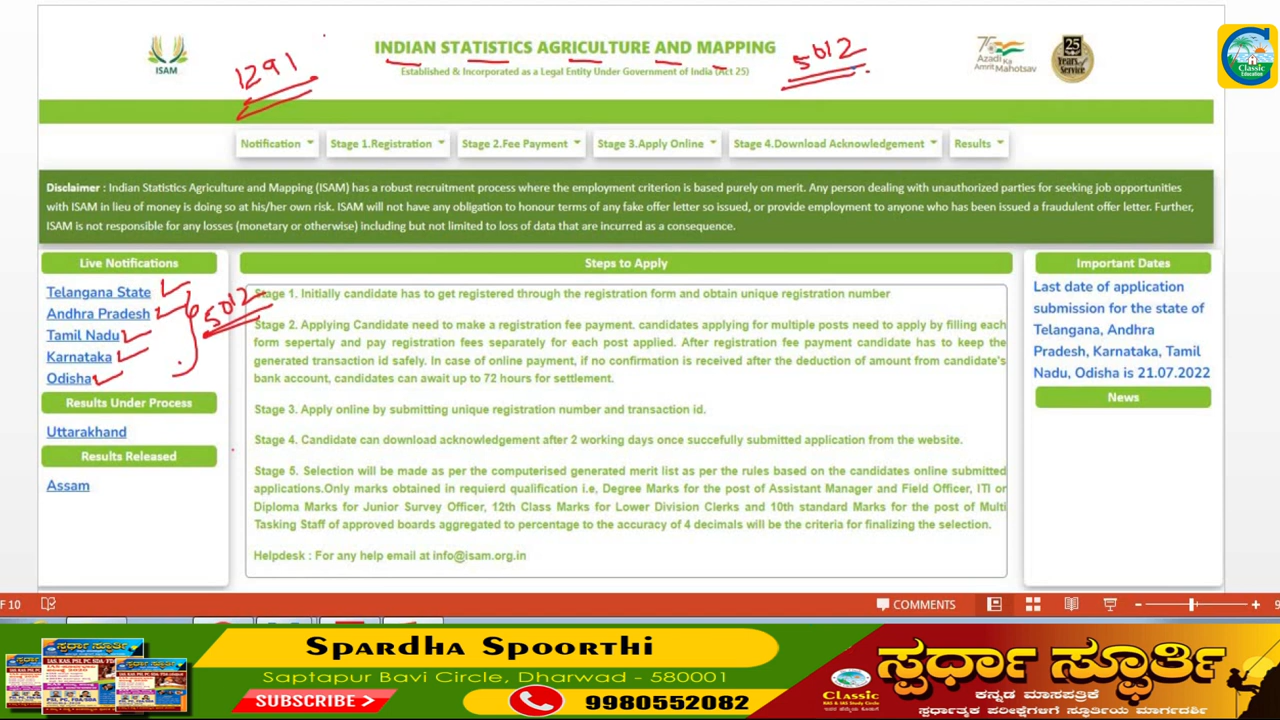 INDIAN STATISTICS AGRICULTURE AND MAPPING
Established & Incorporated as a Legal Entity Under Government of India (Act 25)
ISAM
1291
5012
75
Azadi Ka
Amrit Mahotsav
25
Years of
Service
Classic
Education
Notification
Stage 1.Registration
Stage 2.Fee Payment
Stage 3.Apply Online
Stage 4.Download Acknowledgement
Results
Disclaimer : Indian Statistics Agriculture and Mapping (ISAM) has a robust recruitment process where the employment criterion is based purely on merit. Any person dealing with unauthorized parties for seeking job opportunities
with ISAM in lieu of money is doing so at his/her own risk. ISAM will not have any obligation to honour terms of any fake offer letter so issued, or provide employment to anyone who has been issued a fraudulent offer letter. Further,
ISAM is not responsible for any losses (monetary or otherwise) including but not limited to loss of data that are incurred as a consequence.
Live Notifications
Telangana State
Andhra Pradesh
Tamil Nadu
Karnataka
Odisha
5012
Results Under Process
Uttarakhand
Results Released
Assam
Steps to Apply
Stage 1. Initially candidate has to get registered through the registration form and obtain unique registration number
Stage 2. Applying Candidate need to make a registration fee payment. candidates applying for multiple posts need to apply by filling each
form sepertaly and pay registration fees separately for each post applied. After registration fee payment candidate has to keep the
generated transaction id safely. In case of online payment, if no confirmation is received after the deduction of amount from candidate's
bank account, candidates can await up to 72 hours for settlement.
Stage 3. Apply online by submitting unique registration number and transaction id.
Stage 4. Candidate can download acknowledgement after 2 working days once succefully submitted application from the website.
Stage 5. Selection will be made as per the computerised generated merit list as per the rules based on the candidates online submitted
applications.Only marks obtained in requierd qualification i.e, Degree Marks for the post of Assistant Manager and Field Officer, ITI or
Diploma Marks for Junior Survey Officer, 12th Class Marks for Lower Division Clerks and 10th standard Marks for the post of Multi
Tasking Staff of approved boards aggregated to percentage to the accuracy of 4 decimals will be the criteria for finalizing the selection.
Helpdesk : For any help email at info@isam.org.in
Important Dates
Last date of application
submission for the state of
Telangana, Andhra
Pradesh, Karnataka, Tamil
Nadu, Odisha is 21.07.2022
News
F 10
COMMENTS
9
ಸ್ಪರ್ಧಾ ಸ್ಫೂರ್ತಿ
Spardha Spoorthi
Saptapur Bavi Circle, Dharwad - 580001
SUBSCRIBE
9980552082
Classic
KAS & IAS Study Circle
ಸ್ಪರ್ಧಾ ಸ್ಫೂರ್ತಿ
ಕನ್ನಡ ಮಾಸಪತ್ರಿಕೆ
ಸ್ಪರ್ಧಾತ್ಮಕ ಪರೀಕ್ಷೆಗಳಿಗೆ ಸ್ಫೂರ್ತಿದಾಯಕ ಮಾರ್ಗದರ್ಶಿ